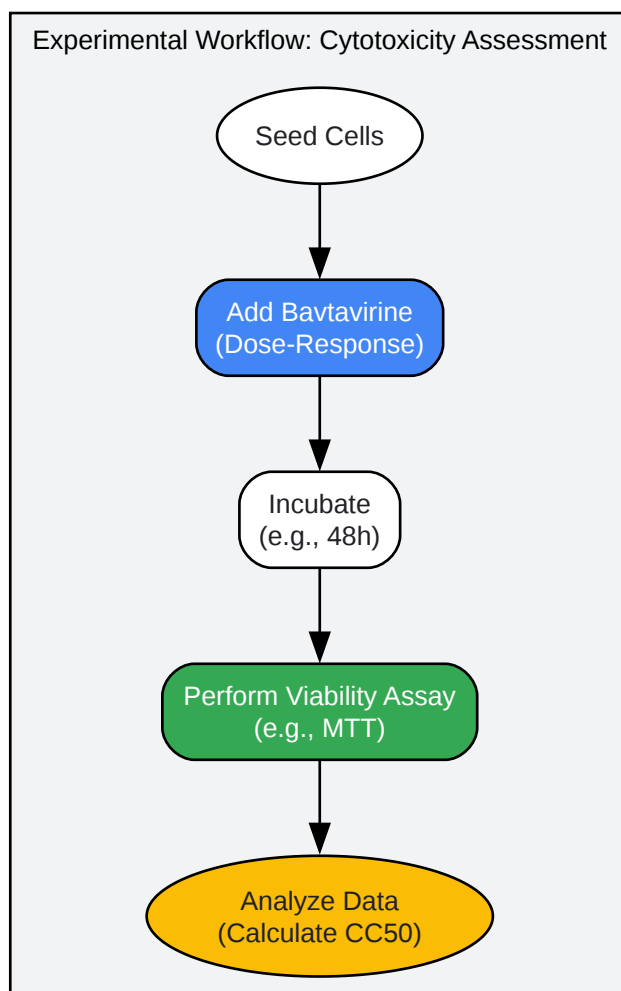 Experimental Workflow: Cytotoxicity Assessment
Seed Cells
Add Bavtavirine
(Dose-Response)
Incubate
(e.g., 48h)
Perform Viability Assay
(e.g., MTT)
Analyze Data
(Calculate CC50)